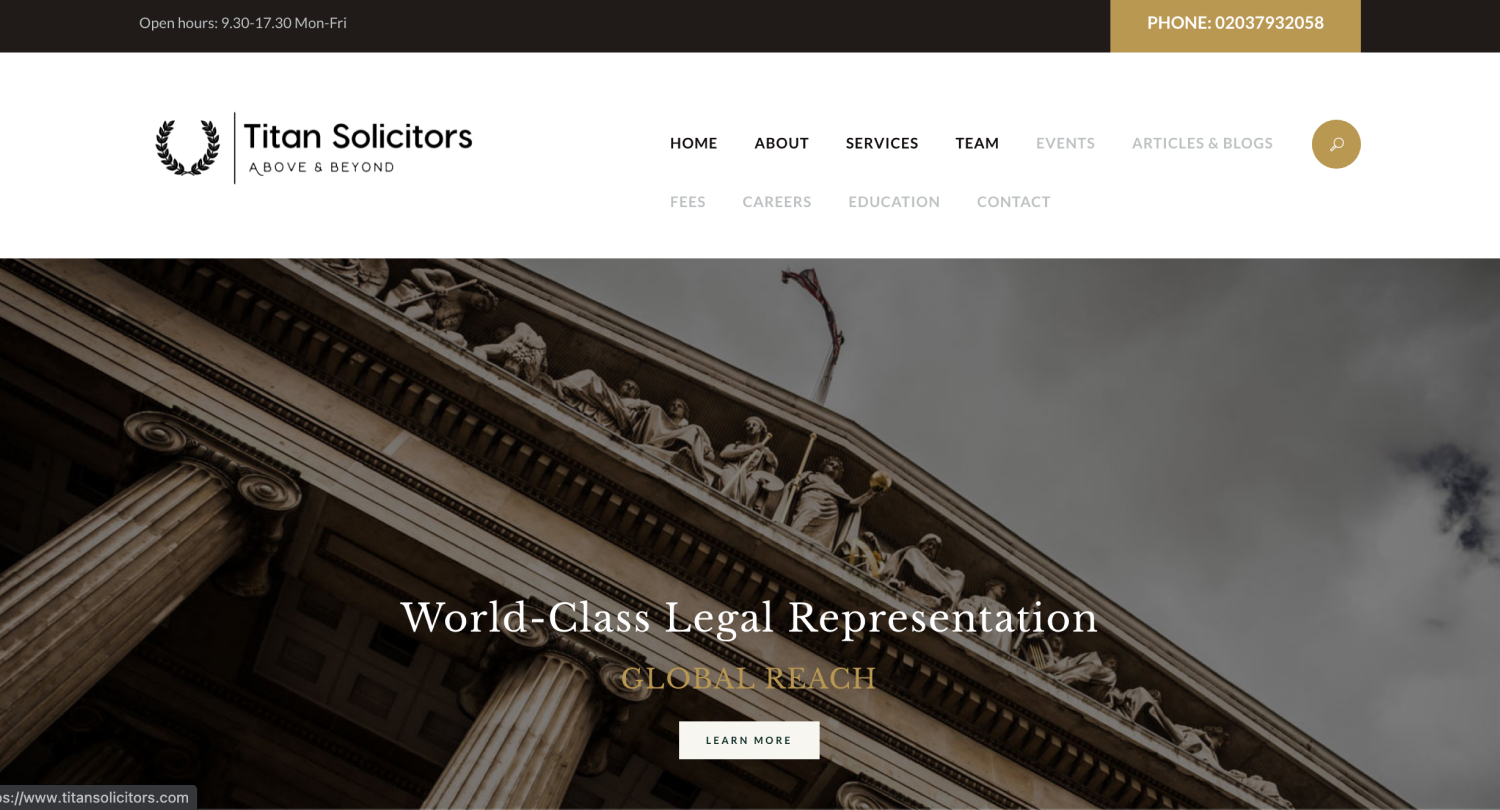 Open hours: 9.30-17.30 Mon-Fri
PHONE: 02037932058
Titan Solicitors
ABOVE & BEYOND
HOME ABOUT SERVICES TEAM EVENTS ARTICLES & BLOGS
FEES CAREERS EDUCATION CONTACT
World-Class Legal Representation
GLOBAL REACH
LEARN MORE
s://www.titansolicitors.com